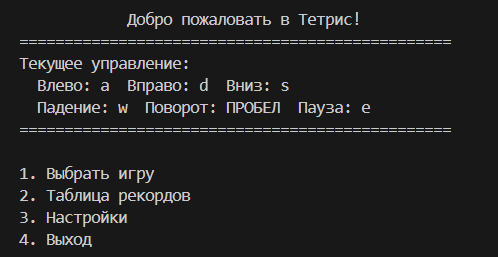 Добро пожаловать в Тетрис!
================================================
Текущее управление:
Влево: a  Вправо: d  Вниз: s
Падение: w  Поворот: ПРОБЕЛ  Пауза: e
================================================
1. Выбрать игру
2. Таблица рекордов
3. Настройки
4. Выход